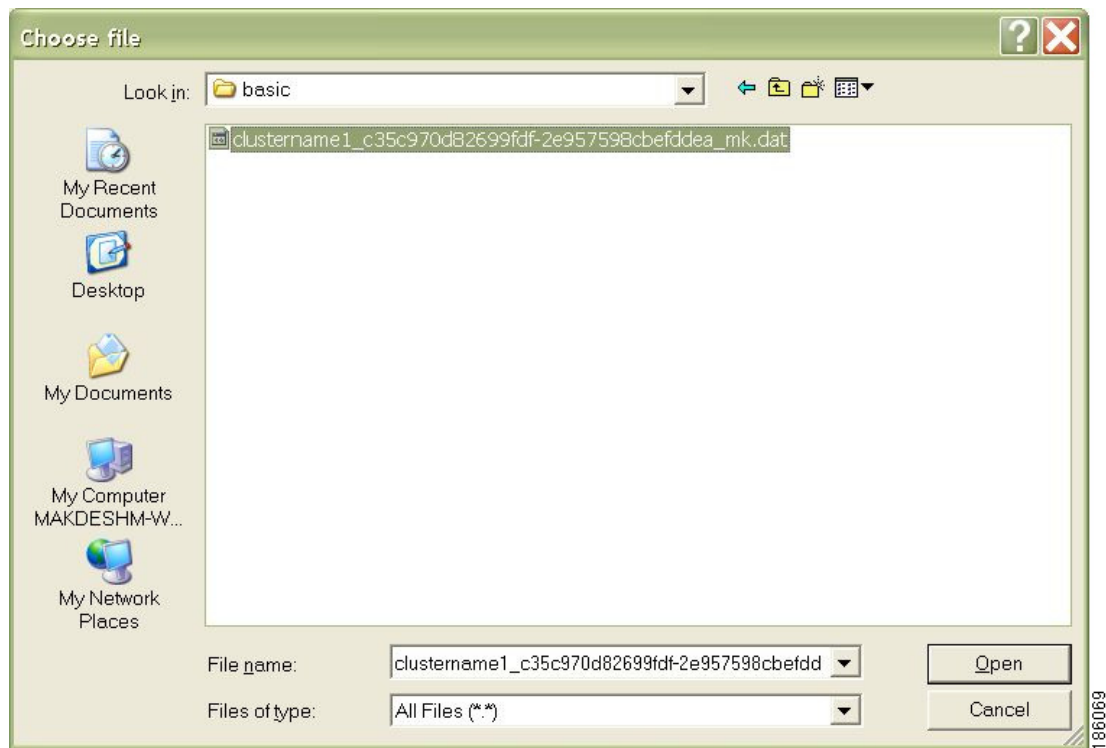 Choose file
Look in:
basic
clustername1_c35c970d82699fdf-2e957598cbefddea_mk.dat
My Recent
Documents
Desktop
My Documents
My Computer
MAKDESHM-W...
My Network
Places
File name:
clustername1_c35c970d82699fdf-2e957598cbefdd
Open
Files of type:
All Files (*.*)
Cancel
186069